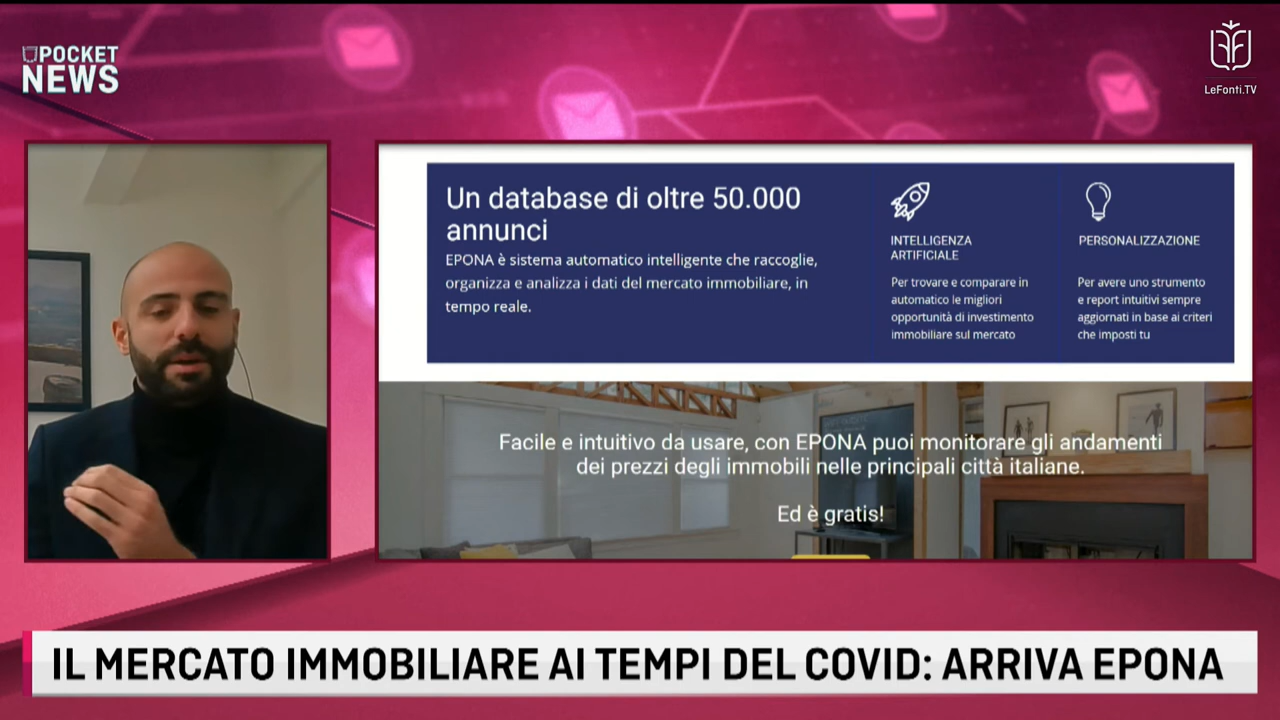 POCKET
NEWS
LeFonti.TV
Un database di oltre 50.000
annunci
EPONA è sistema automatico intelligente che raccoglie,
organizza e analizza i dati del mercato immobiliare, in
tempo reale.
INTELLIGENZA
ARTIFICIALE
Per trovare e comparare in
automatico le migliori
opportunità di investimento
immobiliare sul mercato
PERSONALIZZAZIONE
Per avere uno strumento
e report intuitivi sempre
aggiornati in base ai criteri
che imposti tu
Facile e intuitivo da usare, con EPONA puoi monitorare gli andamenti
dei prezzi degli immobili nelle principali città italiane.
Ed è gratis!
IL MERCATO IMMOBILIARE AI TEMPI DEL COVID: ARRIVA EPONA